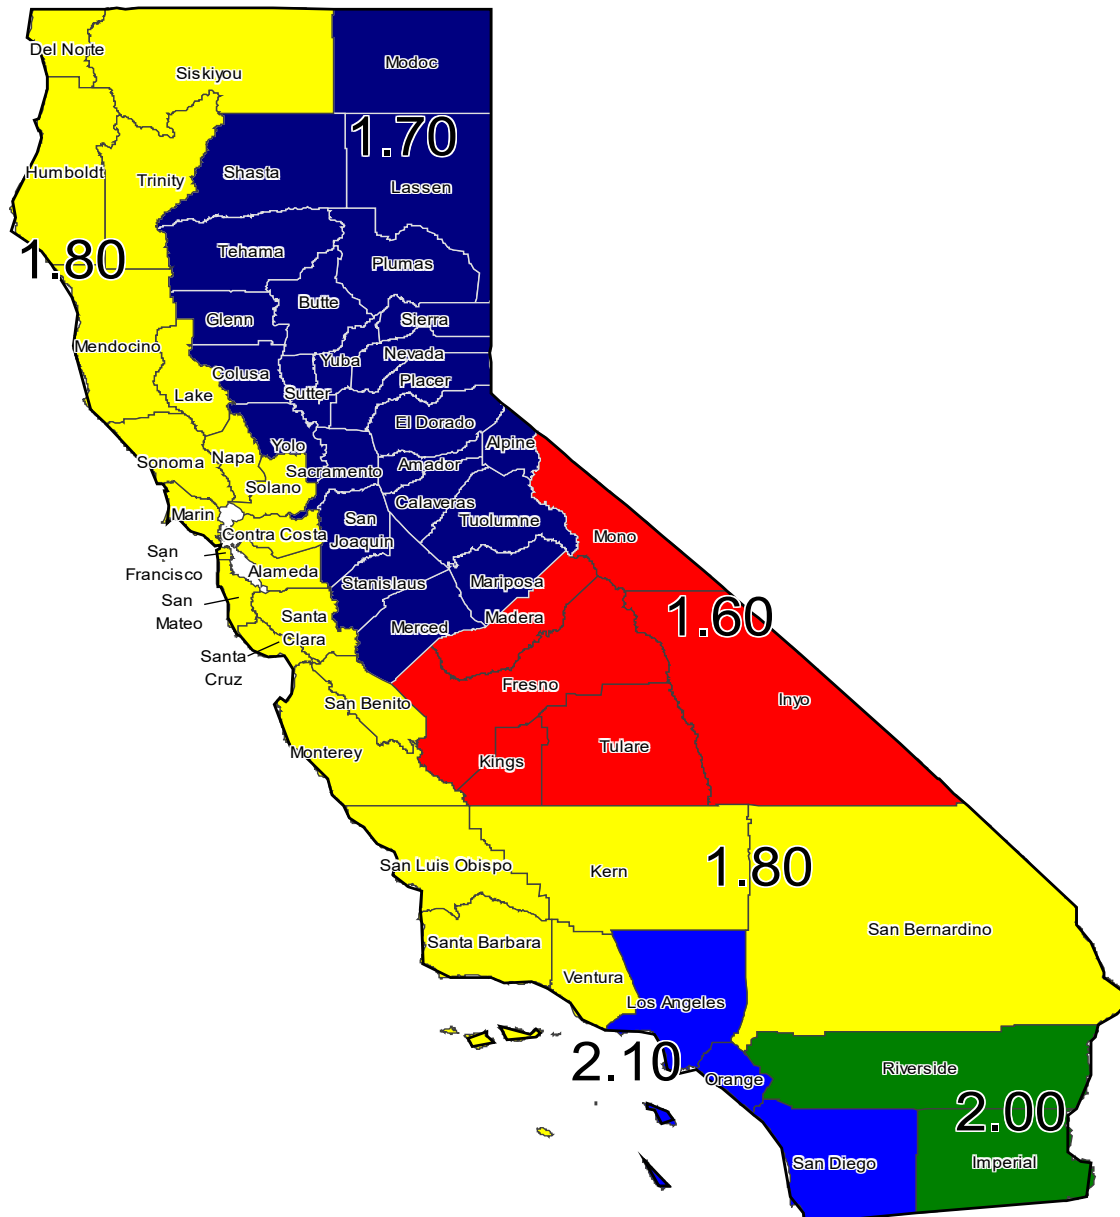 Del Norte
Siskiyou
Modoc
1.70
Humboldt
Trinity
Shasta
Lassen
1.80
Tehama
Plumas
Butte
Glenn
Sierra
Mendocino
Yuba
Nevada
Colusa
Placer
Lake
Sutter
El Dorado
Yolo
Alpine
Sonoma
Napa
Sacramento
Amador
Solano
Calaveras
Marin
San
Joaquin
Tuolumne
Contra Costa
Mono
San
Francisco
Alameda
Stanislaus
Mariposa
San
Mateo
Santa
Clara
Merced
Madera
1.60
Santa
Cruz
Fresno
San Benito
Inyo
Monterey
Kings
Tulare
San Luis Obispo
Kern
1.80
San Bernardino
Santa Barbara
Ventura
Los Angeles
2.10
Orange
Riverside
2.00
San Diego
Imperial